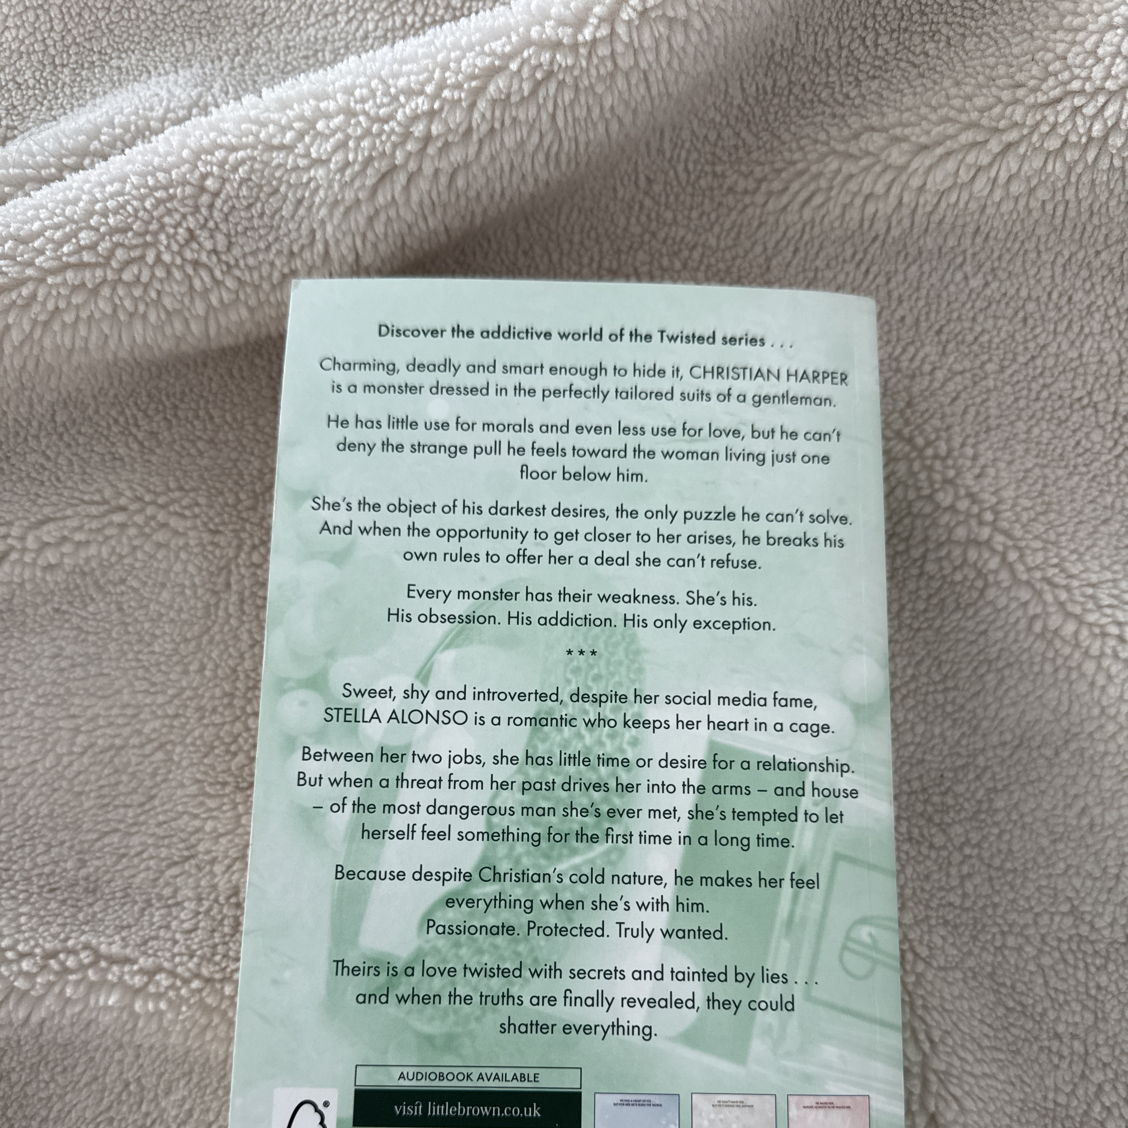 Discover the addictive world of the Twisted series . . .
Charming, deadly and smart enough to hide it, CHRISTIAN HARPER
is a monster dressed in the perfectly tailored suits of a gentleman.
He has little use for morals and even less use for love, but he can't
deny the strange pull he feels toward the woman living just one
floor below him.
She's the object of his darkest desires, the only puzzle he can't solve.
And when the opportunity to get closer to her arises, he breaks his
own rules to offer her a deal she can't refuse.
Every monster has their weakness. She's his.
His obsession. His addiction. His only exception.
* * *
Sweet, shy and introverted, despite her social media fame,
STELLA ALONSO is a romantic who keeps her heart in a cage.
Between her two jobs, she has little time or desire for a relationship.
But when a threat from her past drives her into the arms – and house
– of the most dangerous man she's ever met, she's tempted to let
herself feel something for the first time in a long time.
Because despite Christian's cold nature, he makes her feel
everything when she's with him.
Passionate. Protected. Truly wanted.
Theirs is a love twisted with secrets and tainted by lies . . .
and when the truths are finally revealed, they could
shatter everything.
AUDIOBOOK AVAILABLE
visit littlebrown.co.uk